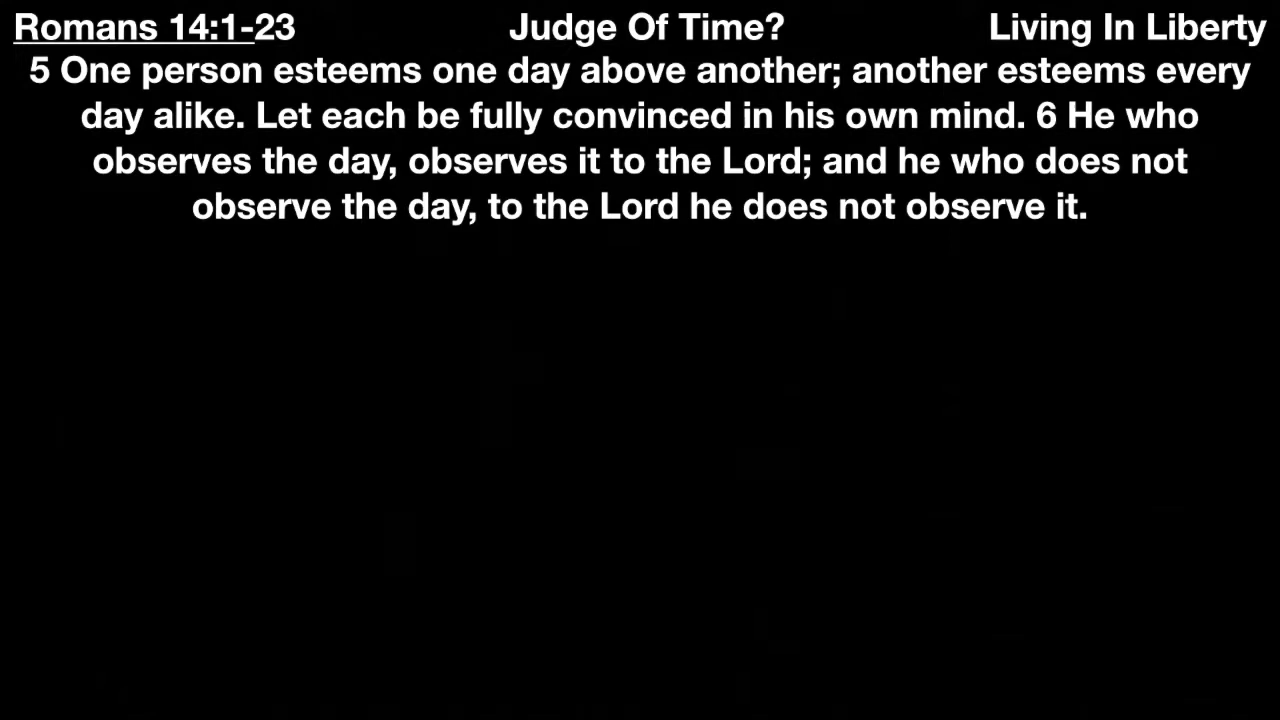 Romans 14:1-23 Judge Of Time? Living In Liberty
5 One person esteems one day above another; another esteems every
day alike. Let each be fully convinced in his own mind. 6 He who
observes the day, observes it to the Lord; and he who does not
observe the day, to the Lord he does not observe it.